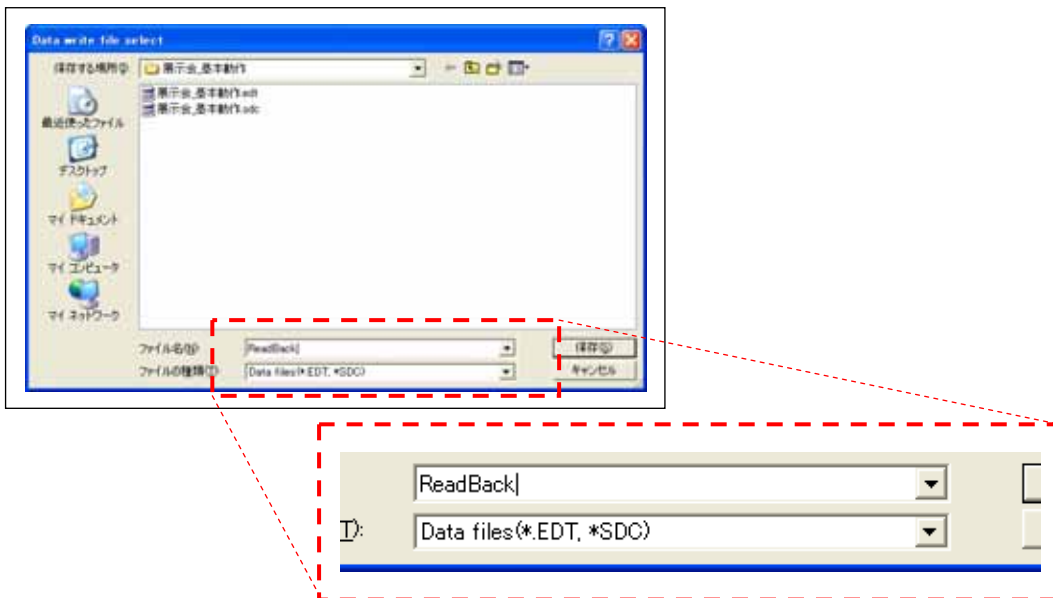 Data write file select
保存する場所(I):
展示会_基本動作
展示会_基本動作.edt
展示会_基本動作.sdc
最近使ったファイル
デスクトップ
マイ ドキュメント
マイ コンピュータ
マイ ネットワーク
ファイル名(N):
ReadBack
保存(S)
ファイルの種類(T):
Data files(*.EDT, *SDC)
キャンセル
ReadBack
T):
Data files(*.EDT, *SDC)